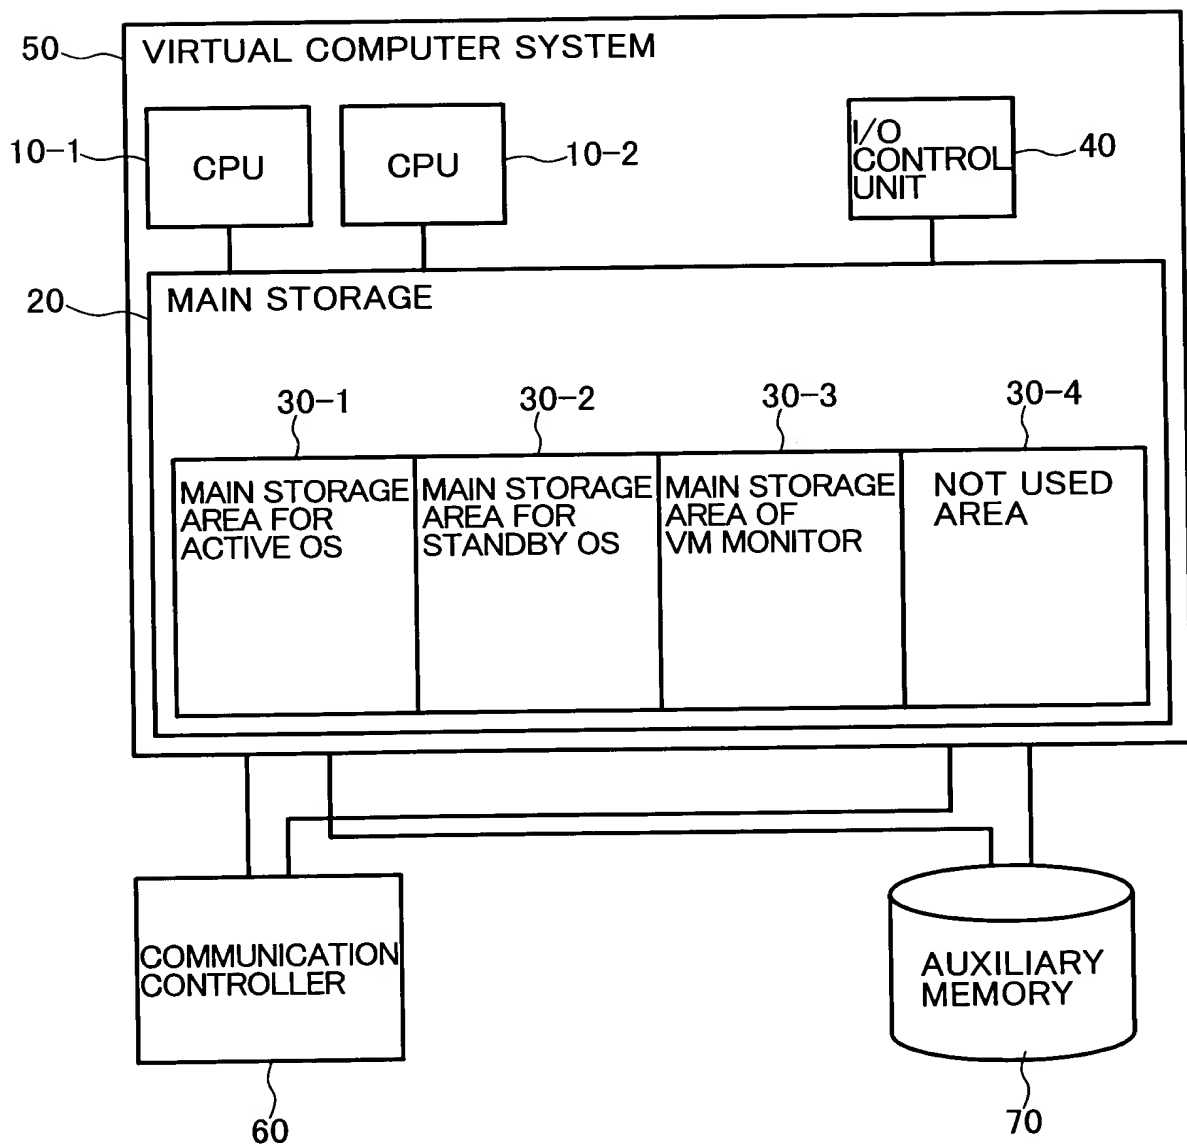 50
VIRTUAL COMPUTER SYSTEM
10-1
CPU
CPU
10-2
I/O
CONTROL
UNIT
40
20
MAIN STORAGE
30-1
30-2
30-3
30-4
MAIN STORAGE
AREA FOR
ACTIVE OS
MAIN STORAGE
AREA FOR
STANDBY OS
MAIN STORAGE
AREA OF
VM MONITOR
NOT USED
AREA
COMMUNICATION
CONTROLLER
AUXILIARY
MEMORY
60
70